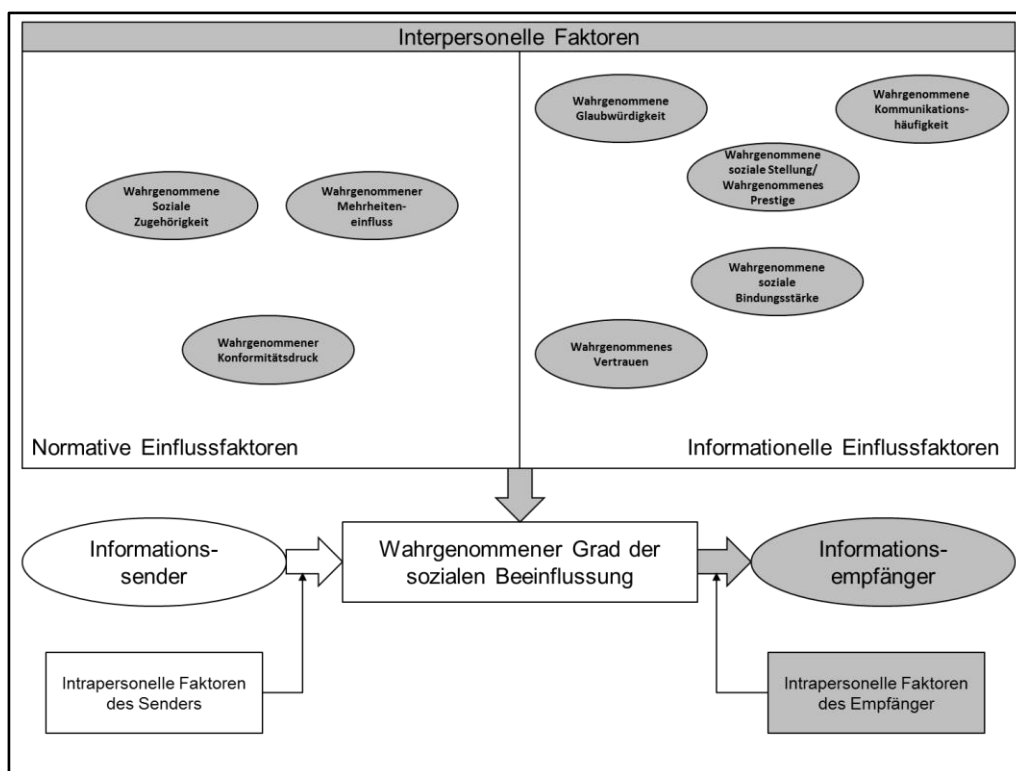 Interpersonelle Faktoren
Wahrgenommene
Soziale
Zugehörigkeit
Wahrgenommener
Mehrheiten-
einfluss
Wahrgenommener
Konformitätsdruck
Normative Einflussfaktoren
Wahrgenommene
Glaubwürdigkeit
Wahrgenommene
Kommunikations-
häufigkeit
Wahrgenommene
soziale Stellung/
Wahrgenommenes
Prestige
Wahrgenommene
soziale
Bindungsstärke
Wahrgenommenes
Vertrauen
Informationelle Einflussfaktoren
Informations-
sender
Wahrgenommener Grad der
sozialen Beeinflussung
Informations-
empfänger
Intrapersonelle Faktoren
des Senders
Intrapersonelle Faktoren
des Empfänger